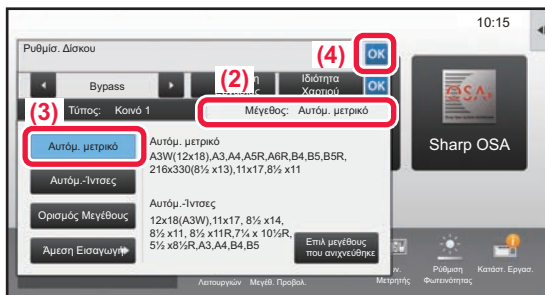 10:15
Ρυθμίσ. Δίσκου
(4)
OK
Bypass
(2)
Ιδιότητα
Χαρτιού
OK
(3)
Τύπος: Κοινό 1
Μέγεθος: Αυτόμ. μετρικό
Αυτόμ. μετρικό
Αυτόμ.-Ίντσες
Ορισμός Μεγέθους
Άμεση Εισαγωγή
Αυτόμ. μετρικό
A3W(12x18),A3,A4,A5R,A6R,B4,B5,B5R,
216x330(8½ x13),11x17,8½ x11
Αυτόμ.-Ίντσες
12x18(A3W),11x17, 8½ x14,
8½ x11, 8½ x11R,7¼ x 10½R,
5½ x8½R,A3,A4,B4,B5
Επιλ μεγέθους
που ανιχνεύθηκε
Sharp OSA
Λειτουργιών Μεγέθ. Προβολ.
Μετρητής
Ρύθμιση
Φωτεινότητας
Κατάστ. Εργασ.